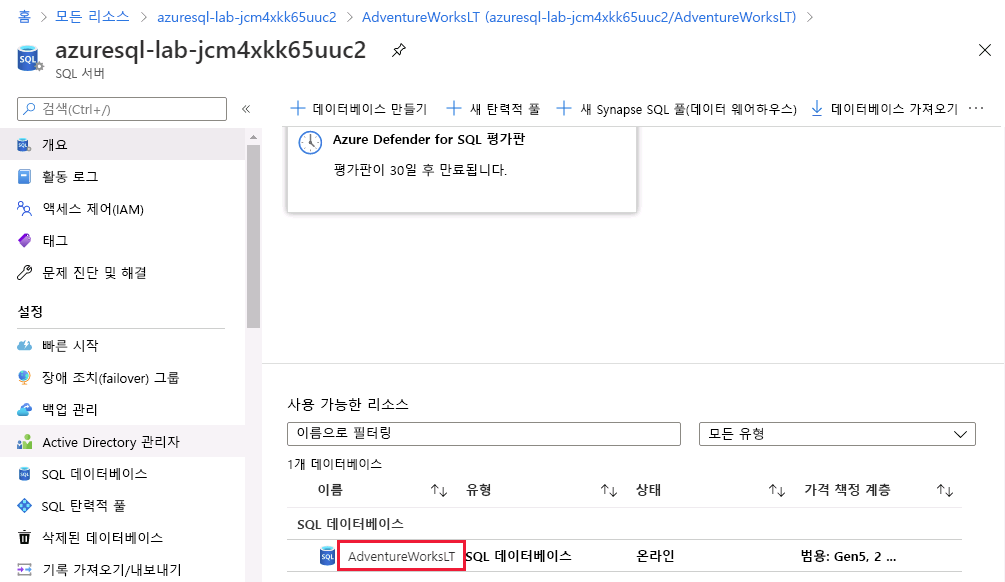 홈 > 모든 리소스 > azuresql-lab-jcm4xkk65uuc2 > AdventureWorksLT (azuresql-lab-jcm4xkk65uuc2/AdventureWorksLT) >
SQL
azuresql-lab-jcm4xkk65uuc2
SQL 서버
검색(Ctrl+/)
개요
활동 로그
액세스 제어(IAM)
태그
문제 진단 및 해결
설정
빠른 시작
장애 조치(failover) 그룹
백업 관리
Active Directory 관리자
SQL 데이터베이스
SQL 탄력적 풀
삭제된 데이터베이스
기록 가져오기/내보내기
데이터베이스 만들기 새 탄력적 풀 새 Synapse SQL 풀(데이터 웨어하우스) 데이터베이스 가져오기 ···
Azure Defender for SQL 평가판
평가판이 30일 후 만료됩니다.
사용 가능한 리소스
이름으로 필터링 모든 유형
1개 데이터베이스
이름 유형 상태 가격 책정 계층
SQL 데이터베이스
SQL AdventureWorksLT SQL 데이터베이스 온라인 범용: Gen5, 2 ...